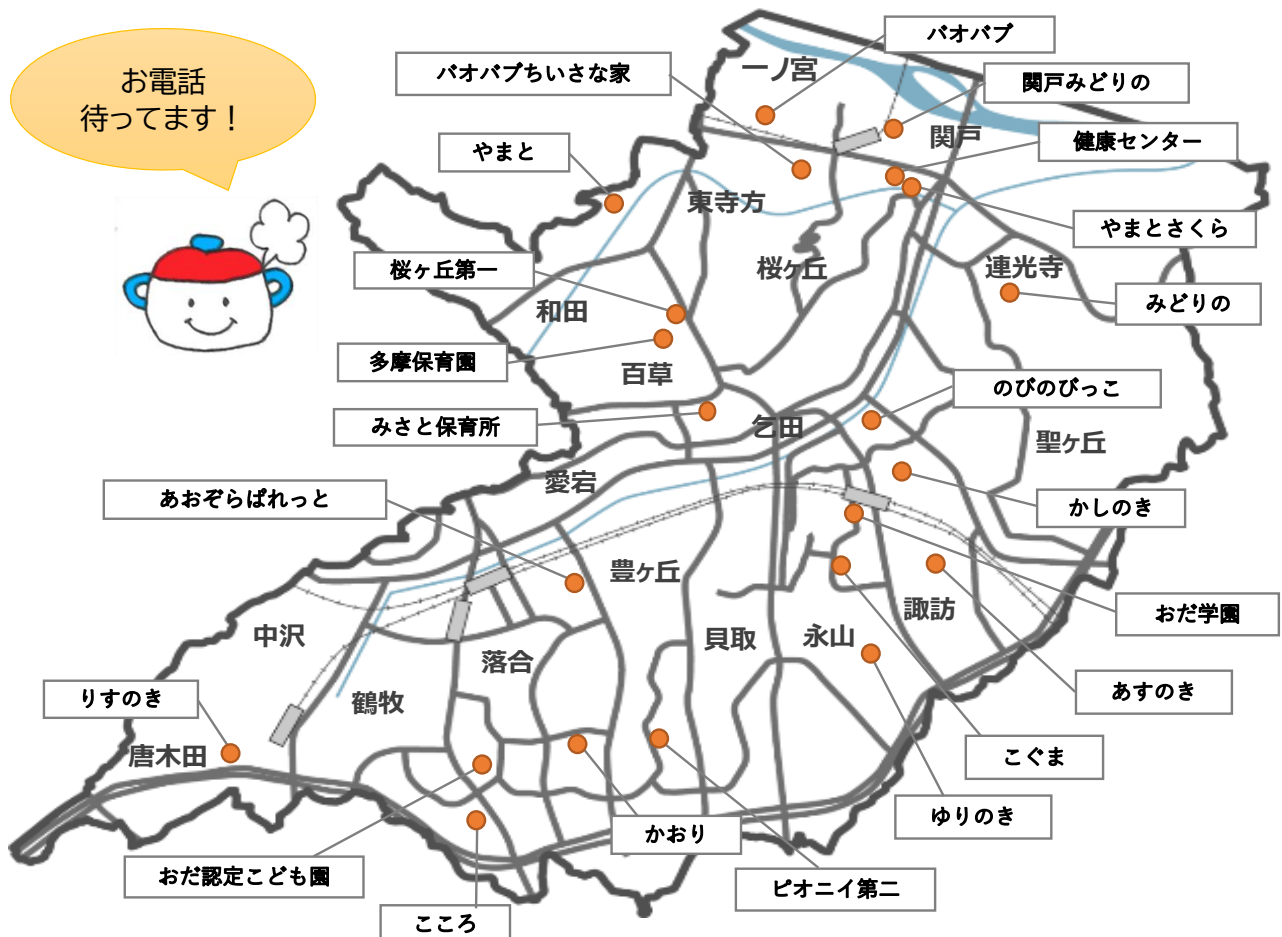 お電話
待ってます！
バオバブ
バオバブちいさな家
一ノ宮
関戸みどりの
関戸
健康センター
やまと
東寺方
やまとさくら
桜ヶ丘第一
桜ヶ丘
連光寺
みどりの
和田
多摩保育園
百草
のびのびっこ
みさと保育所
乞田
聖ヶ丘
愛宕
あおぞらぱれっと
かしのき
豊ヶ丘
おだ学園
諏訪
中沢
貝取
永山
落合
りすのき
鶴牧
あすのき
唐木田
こぐま
ゆりのき
かおり
おだ認定こども園
ピオニイ第二
こころ